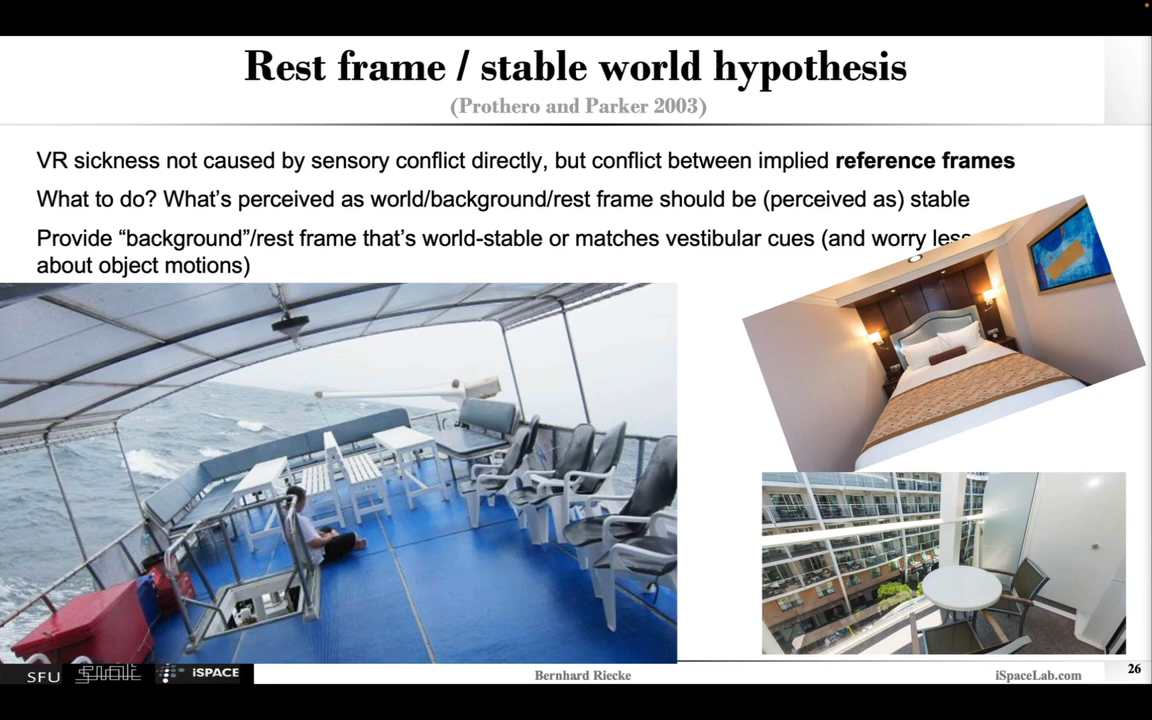 Rest frame / stable world hypothesis
(Prothero and Parker 2003)
VR sickness not caused by sensory conflict directly, but conflict between implied reference frames
What to do? What's perceived as world/background/rest frame should be (perceived as) stable
Provide “background”/rest frame that's world-stable or matches vestibular cues (and worry less
about object motions)
SFU iSPACE Bernhard Riecke iSpaceLab.com 26